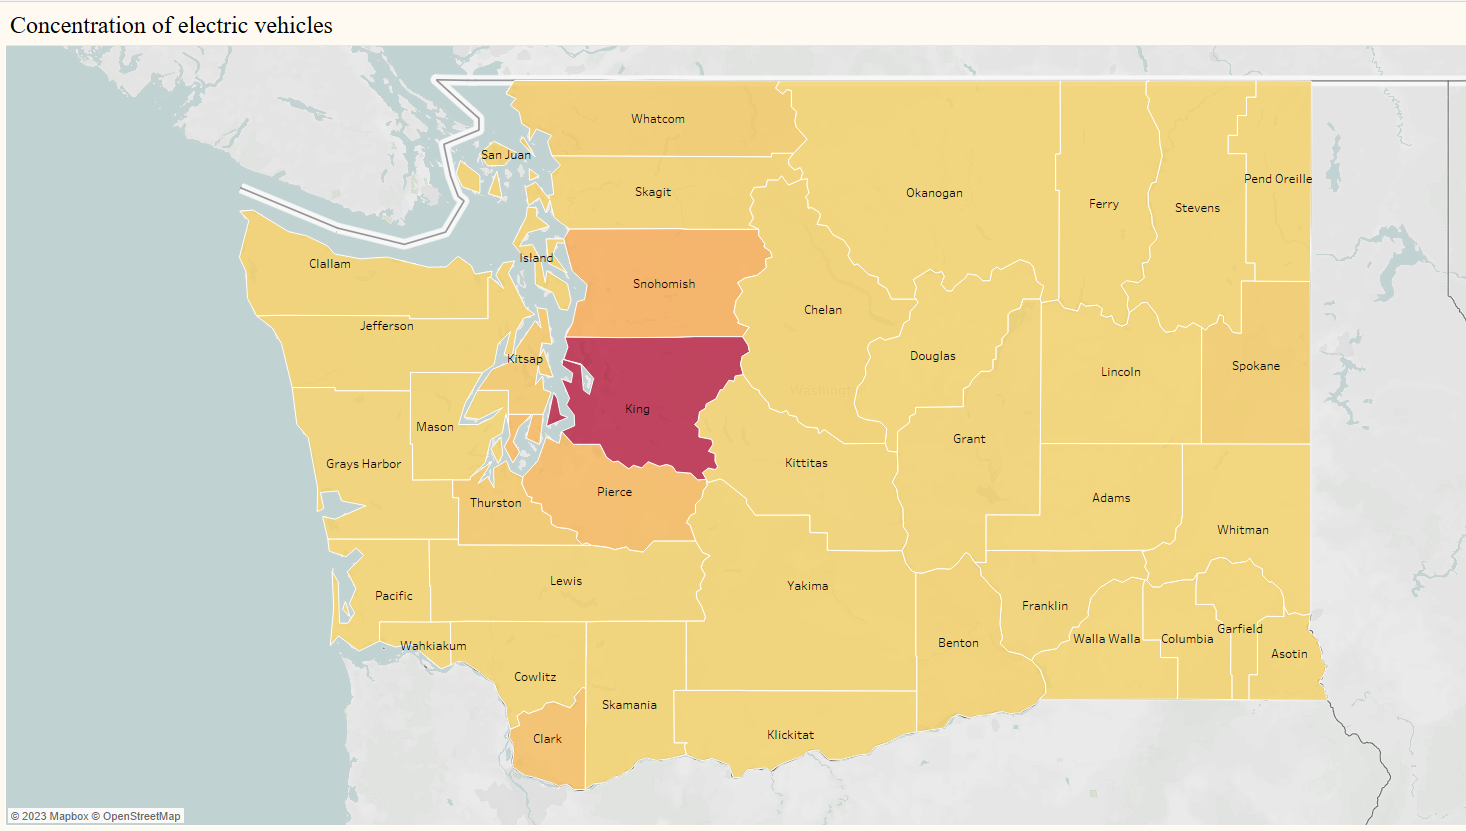 Concentration of electric vehicles
Whatcom
San Juan
Skagit
Okanogan
Ferry
Stevens
Pend Oreille
Clallam
Island
Snohomish
Chelan
Jefferson
Kitsap
Douglas
Lincoln
Spokane
King
Mason
Grant
Grays Harbor
Kittitas
Pierce
Thurston
Adams
Whitman
Lewis
Yakima
Pacific
Franklin
Wahkiakum
Benton
Walla Walla
Columbia
Garfield
Asotin
Cowlitz
Skamania
Clark
Klickitat
© 2023 Mapbox © OpenStreetMap